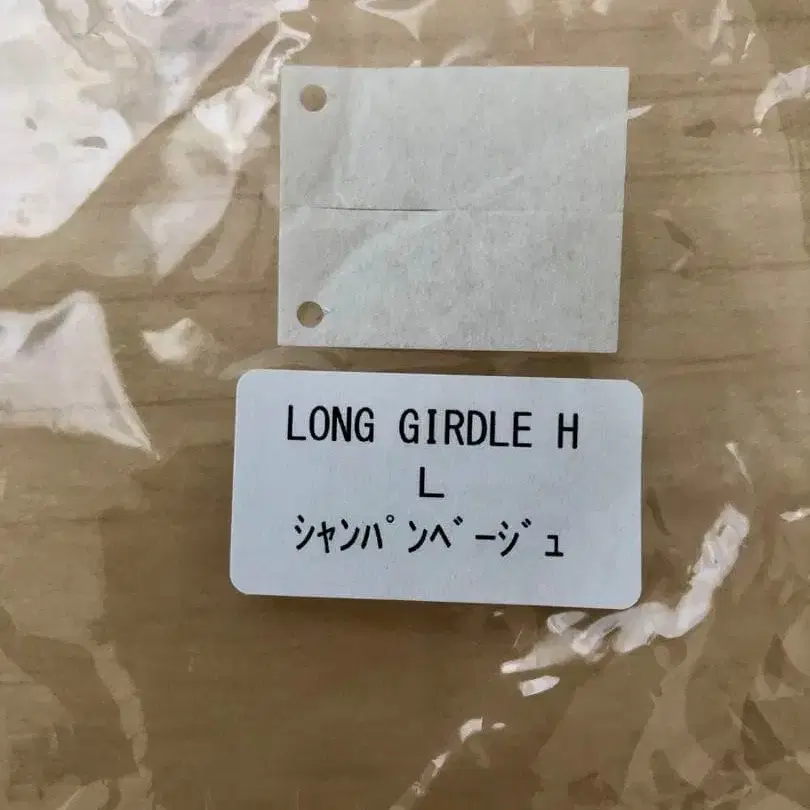 LONG GIRDLE H
L
ｼｬﾝﾊﾟﾝﾍﾞｰｼﾞｭ